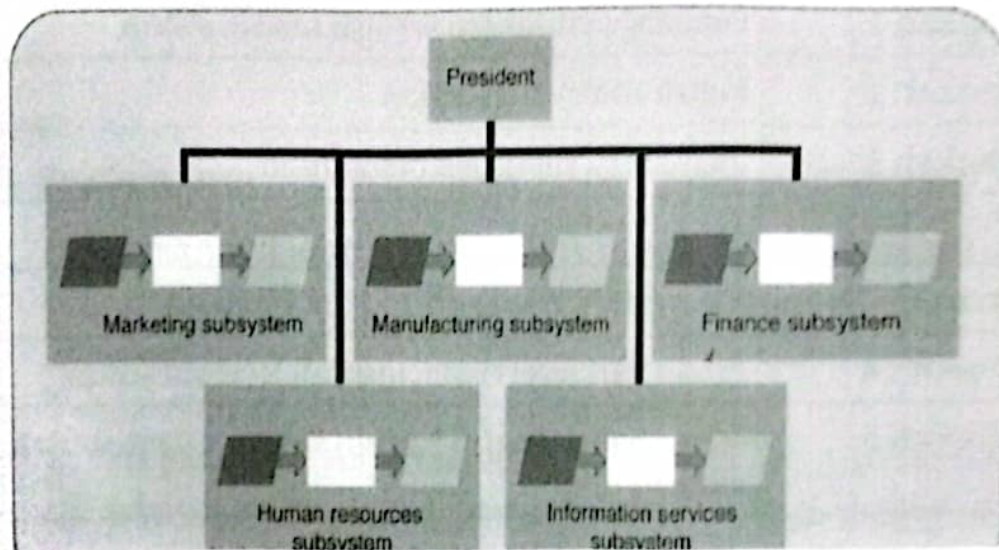 President
Marketing subsystem
Manufacturing subsystem
Finance subsystem
Human resources
subsystem
Information services
subsystem